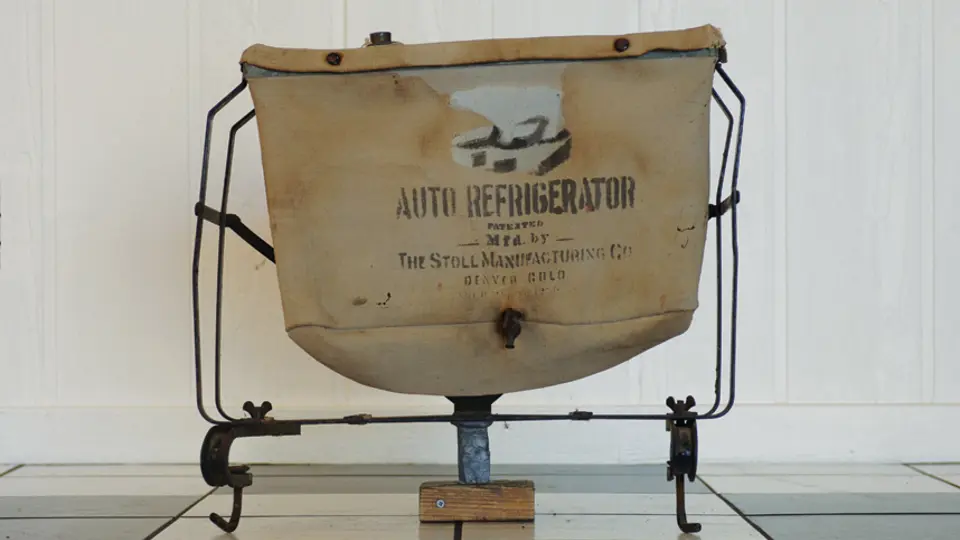 AUTO REFRIGERATOR
PATENTED
Mfd. by
THE STOLL MANUFACTURING CO
DENVER COLO